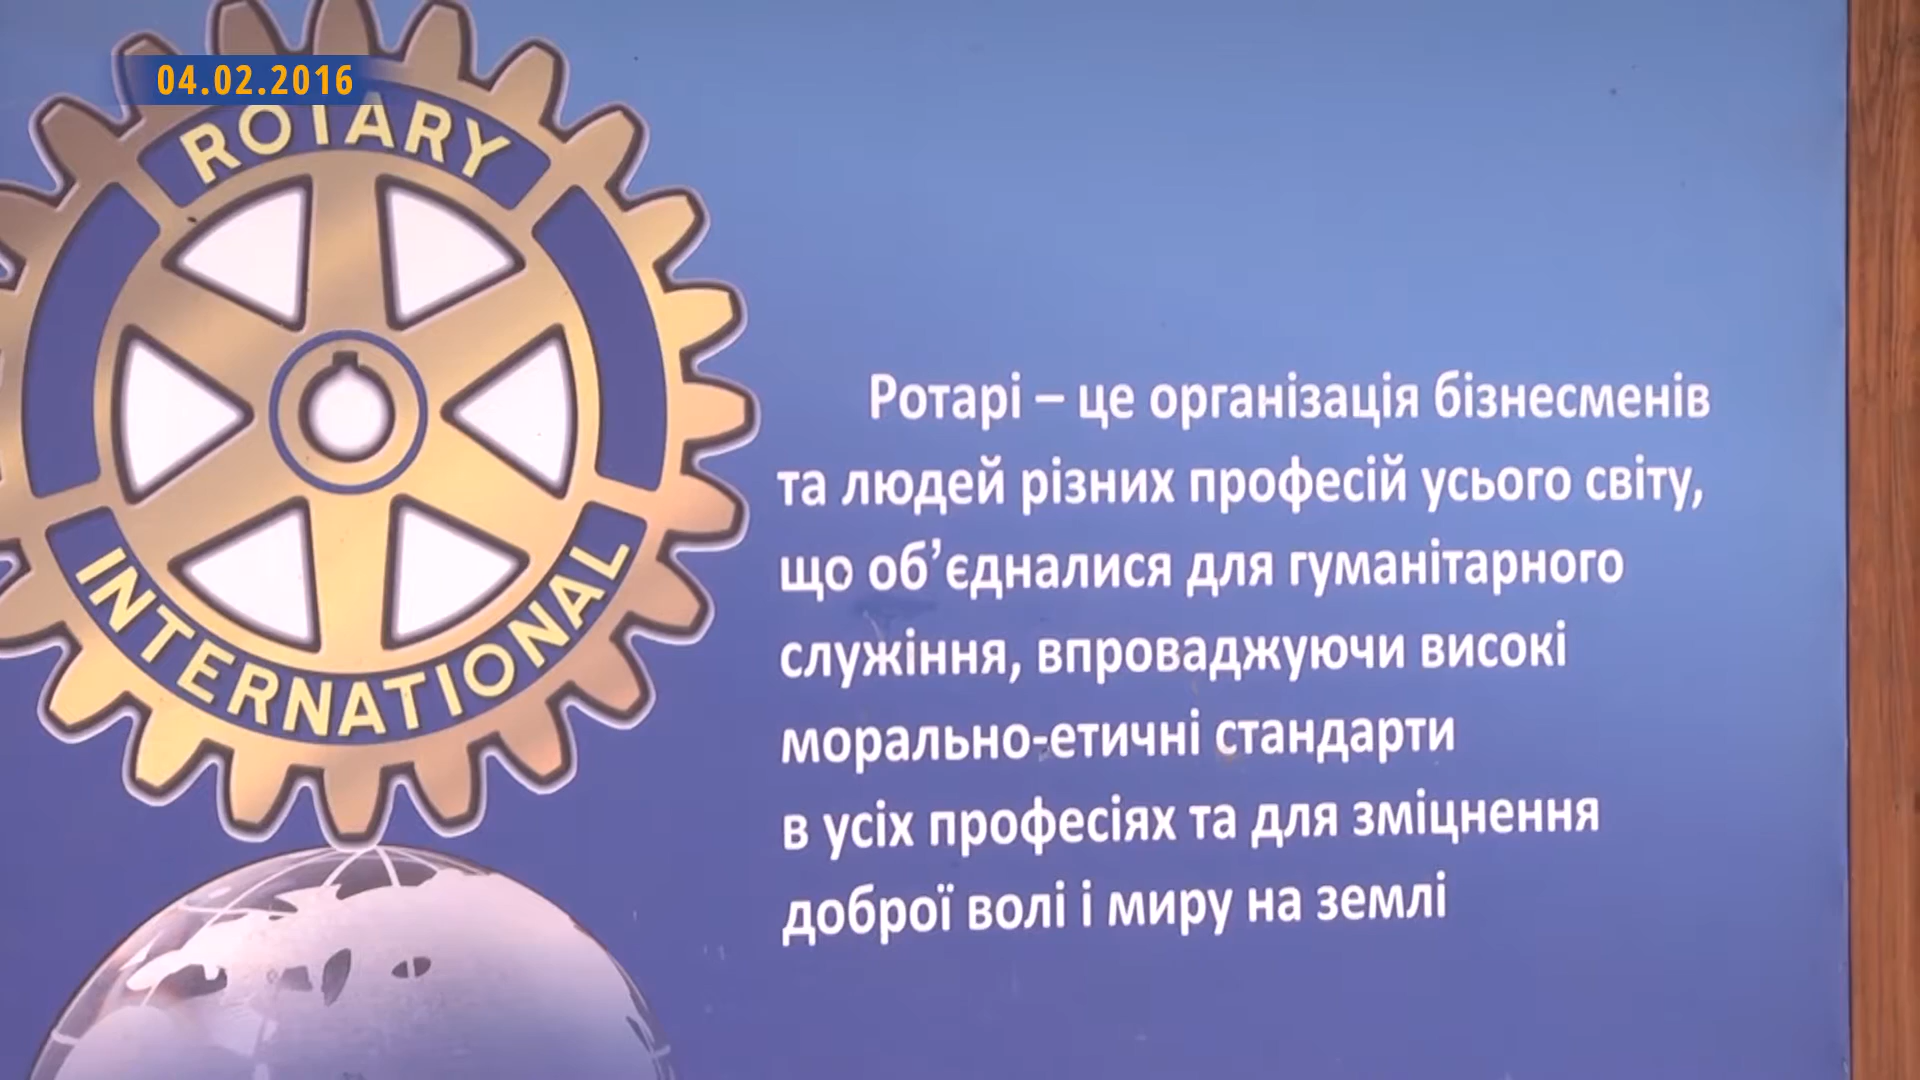 04.02.2016
ROTARY
INTERNATIONAL
Ротарі – це організація бізнесменів
та людей різних професій усього світу,
що об’єдналися для гуманітарного
служіння, впроваджуючи високі
морально-етичні стандарти
в усіх професіях та для зміцнення
доброї волі і миру на землі